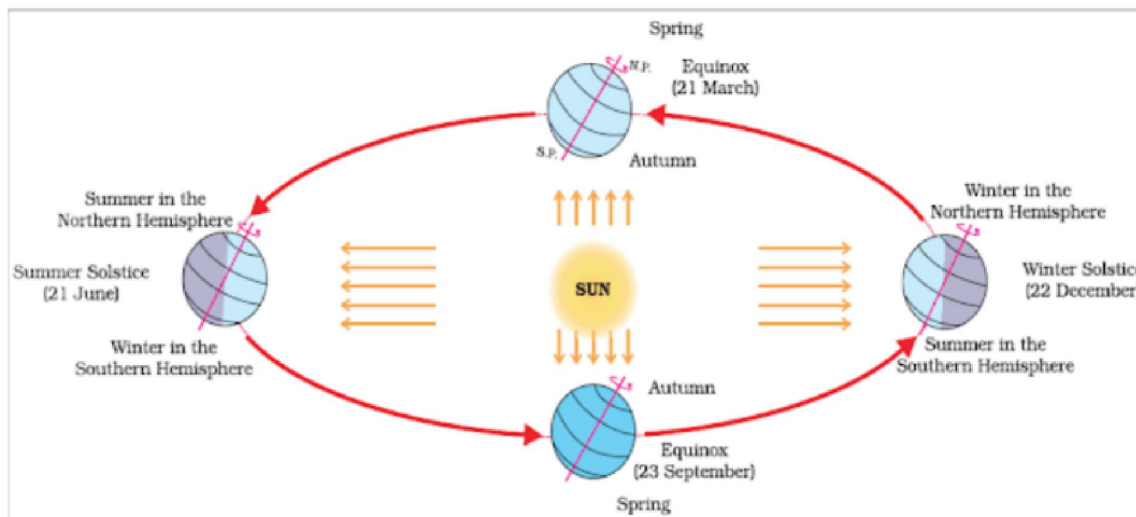 Spring
N.P.
Equinox
(21 March)
S.P.
Autumn
Summer in the
Northern Hemisphere
Winter in the
Northern Hemisphere
Summer Solstice
(21 June)
SUN
Winter Solstice
(22 December)
Winter in the
Southern Hemisphere
Summer in the
Southern Hemisphere
Autumn
Equinox
(23 September)
Spring